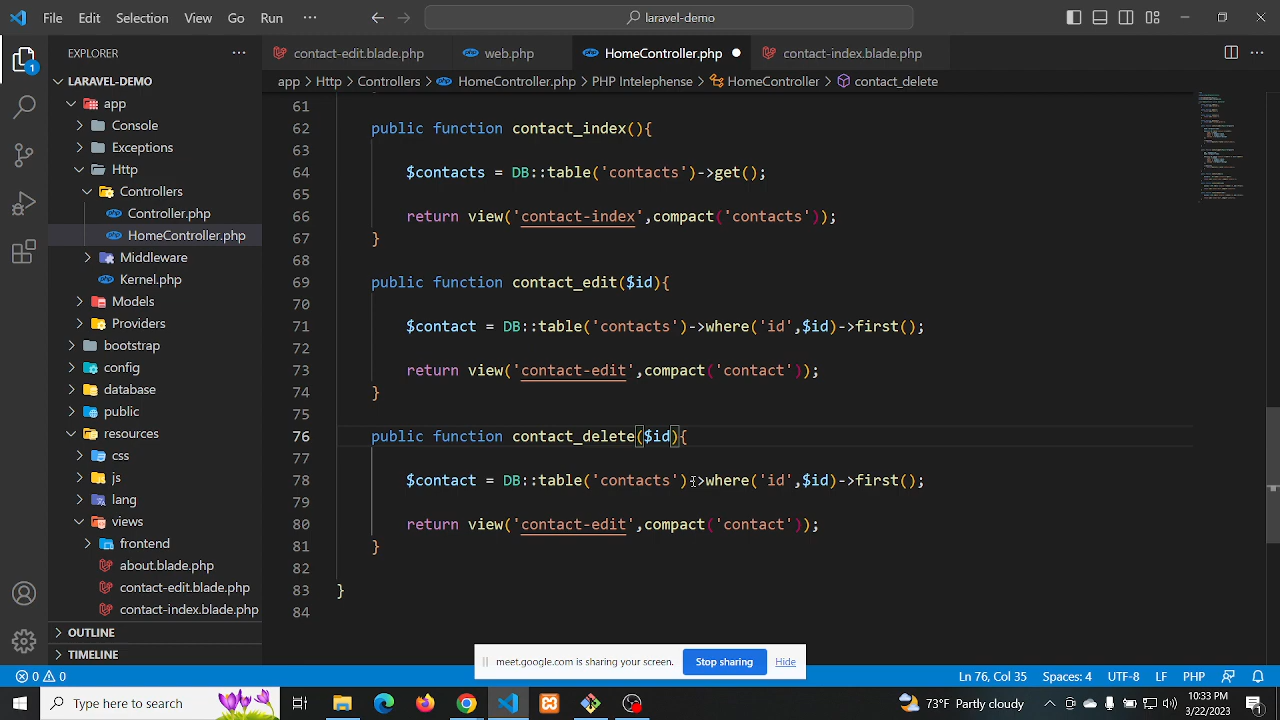 File Edit Selection View Go Run ···
laravel-demo
EXPLORER
LARAVEL-DEMO
app
Console
Exceptions
Http
Controllers
Controller.php
HomeController.php
Middleware
Kernel.php
Models
Providers
bootstrap
config
database
public
resources
css
js
lang
views
frontend
about.blade.php
contact-edit.blade.php
contact-index.blade.php
OUTLINE
TIMELINE
1
contact-edit.blade.php web.php HomeController.php contact-index.blade.php
app > Http > Controllers > HomeController.php > PHP Intelephense > HomeController > contact_delete
61
62 public function contact_index(){
63
64 $contacts = DB::table('contacts')->get();
65
66 return view('contact-index',compact('contacts'));
67 }
68
69 public function contact_edit($id){
70
71 $contact = DB::table('contacts')->where('id',$id)->first();
72
73 return view('contact-edit',compact('contact'));
74 }
75
76 public function contact_delete($id){
77
78 $contact = DB::table('contacts')->where('id',$id)->first();
79
80 return view('contact-edit',compact('contact'));
81 }
82
83 }
84
meet.google.com is sharing your screen. Stop sharing Hide
0 0 Ln 76, Col 35 Spaces: 4 UTF-8 LF PHP
Type here to search 73°F Partly cloudy 10:33 PM
3/22/2023
1